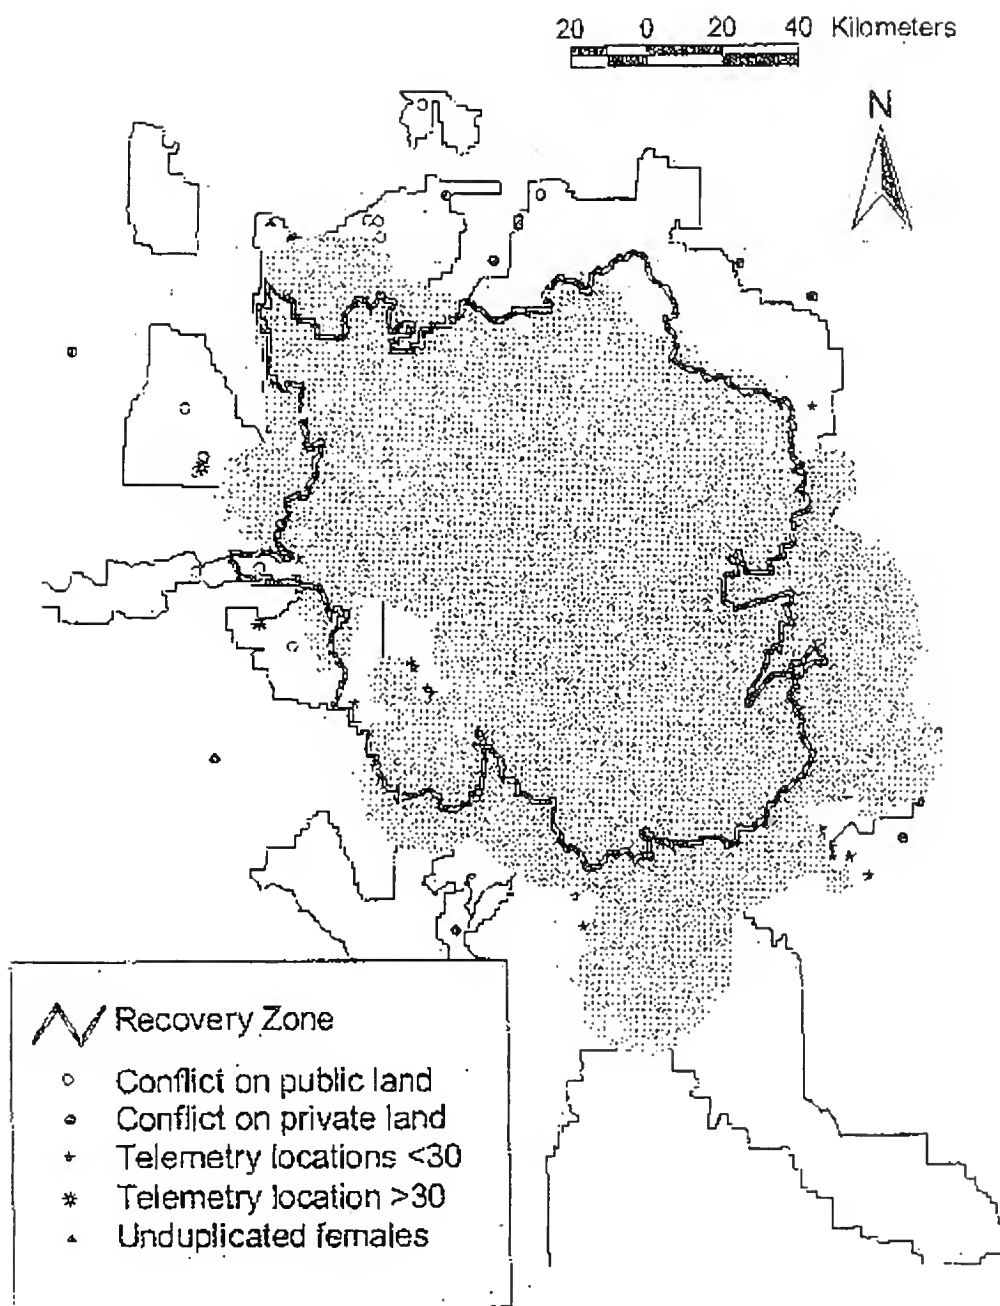 20 0 20 40 Kilometers
N
Recovery Zone
Conflict on public land
Conflict on private land
Telemetry locations <30
Telemetry location >30
Unduplicated females